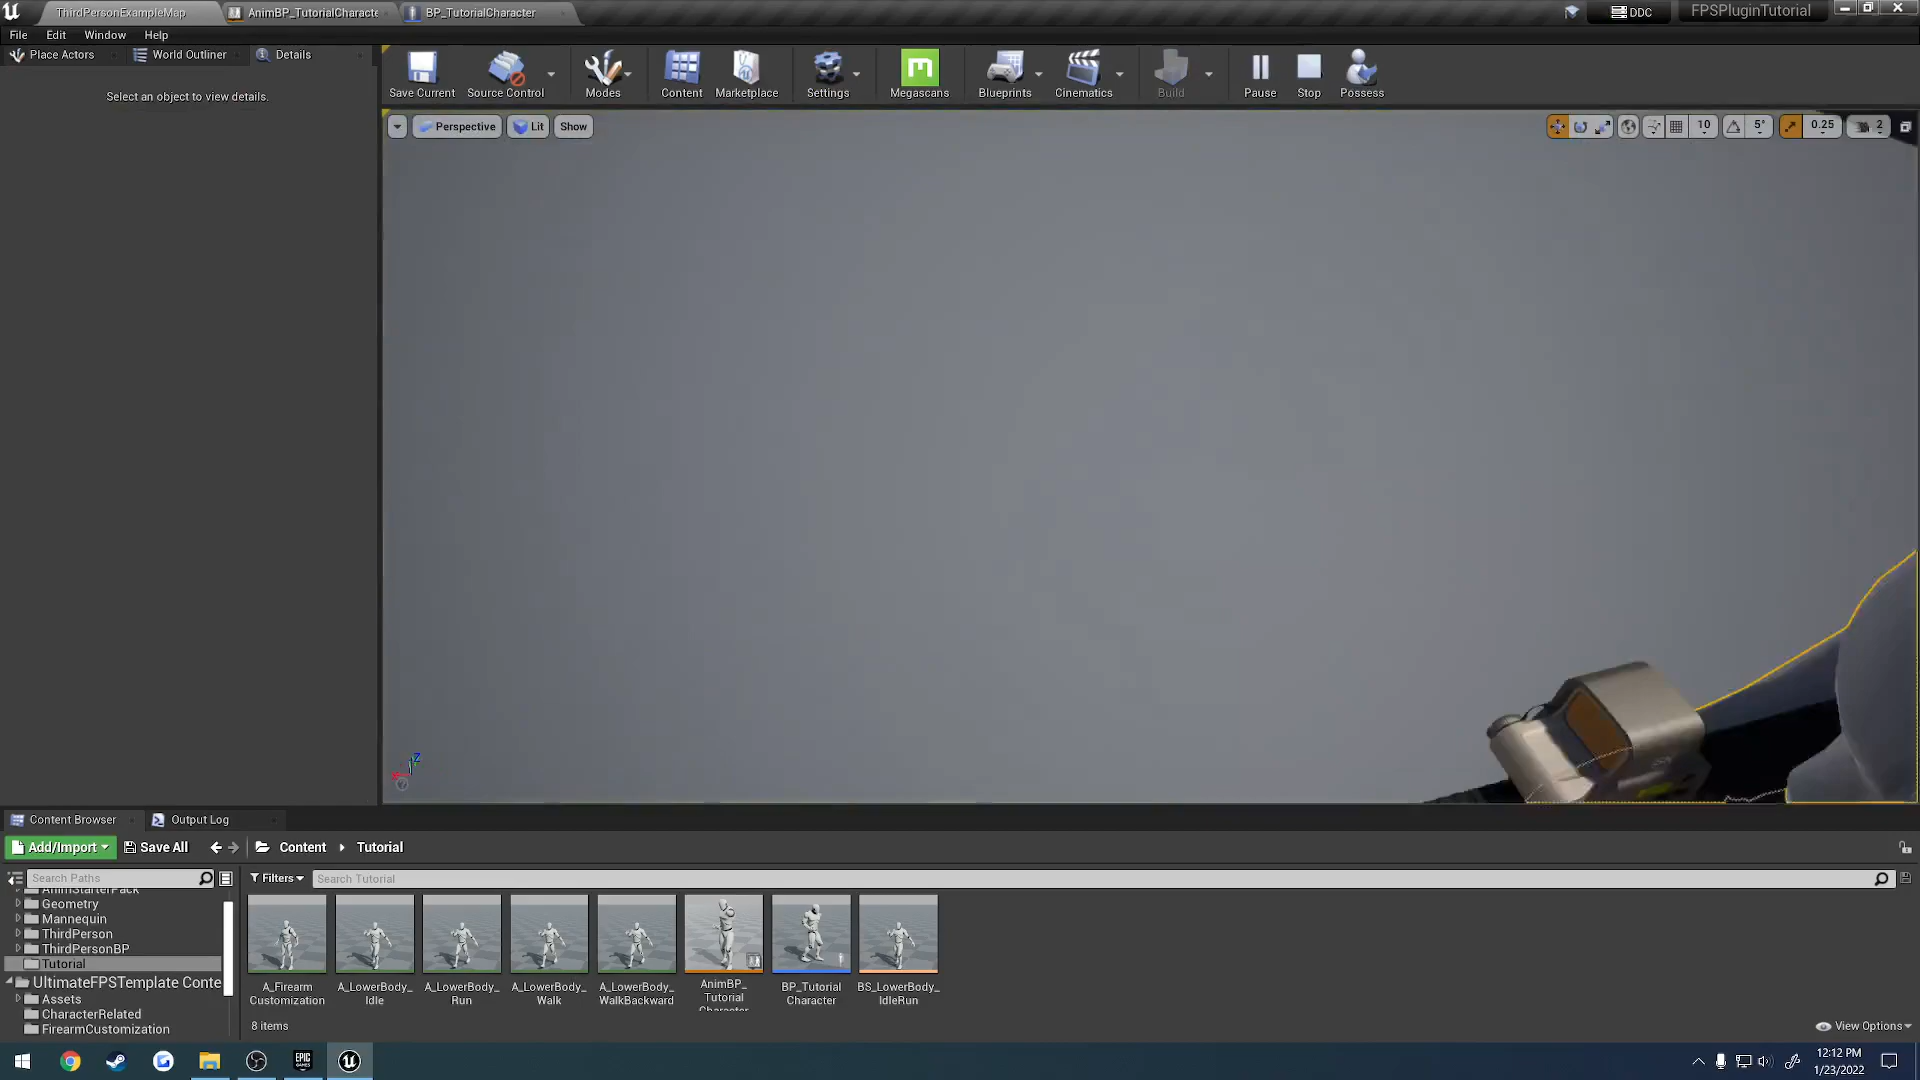 ThirdPersonExampleMap
AnimBP_TutorialCharacte
BP_TutorialCharacter
DDC
FPSPluginTutorial
File
Edit
Window
Help
Place Actors
World Outliner
Details
Select an object to view details.
Save Current
Source Control
Modes
Content
Marketplace
Settings
Megascans
Blueprints
Cinematics
Build
Pause
Stop
Possess
Perspective
Lit
Show
10
5°
0.25
2
Z
Content Browser
Output Log
Add/Import
Save All
Content
Tutorial
Search Paths
Filters
Search Tutorial
AnimStarterPack
Geometry
Mannequin
ThirdPerson
ThirdPersonBP
Tutorial
UltimateFPSTemplate Conte
Assets
CharacterRelated
FirearmCustomization
A_Firearm
Customization
A_LowerBody_
Idle
A_LowerBody_
Run
A_LowerBody_
Walk
A_LowerBody_
WalkBackward
AnimBP_
Tutorial
Character
BP_Tutorial
Character
BS_LowerBody_
IdleRun
8 items
View Options
EPIC
GAMES
12:12 PM
1/23/2022